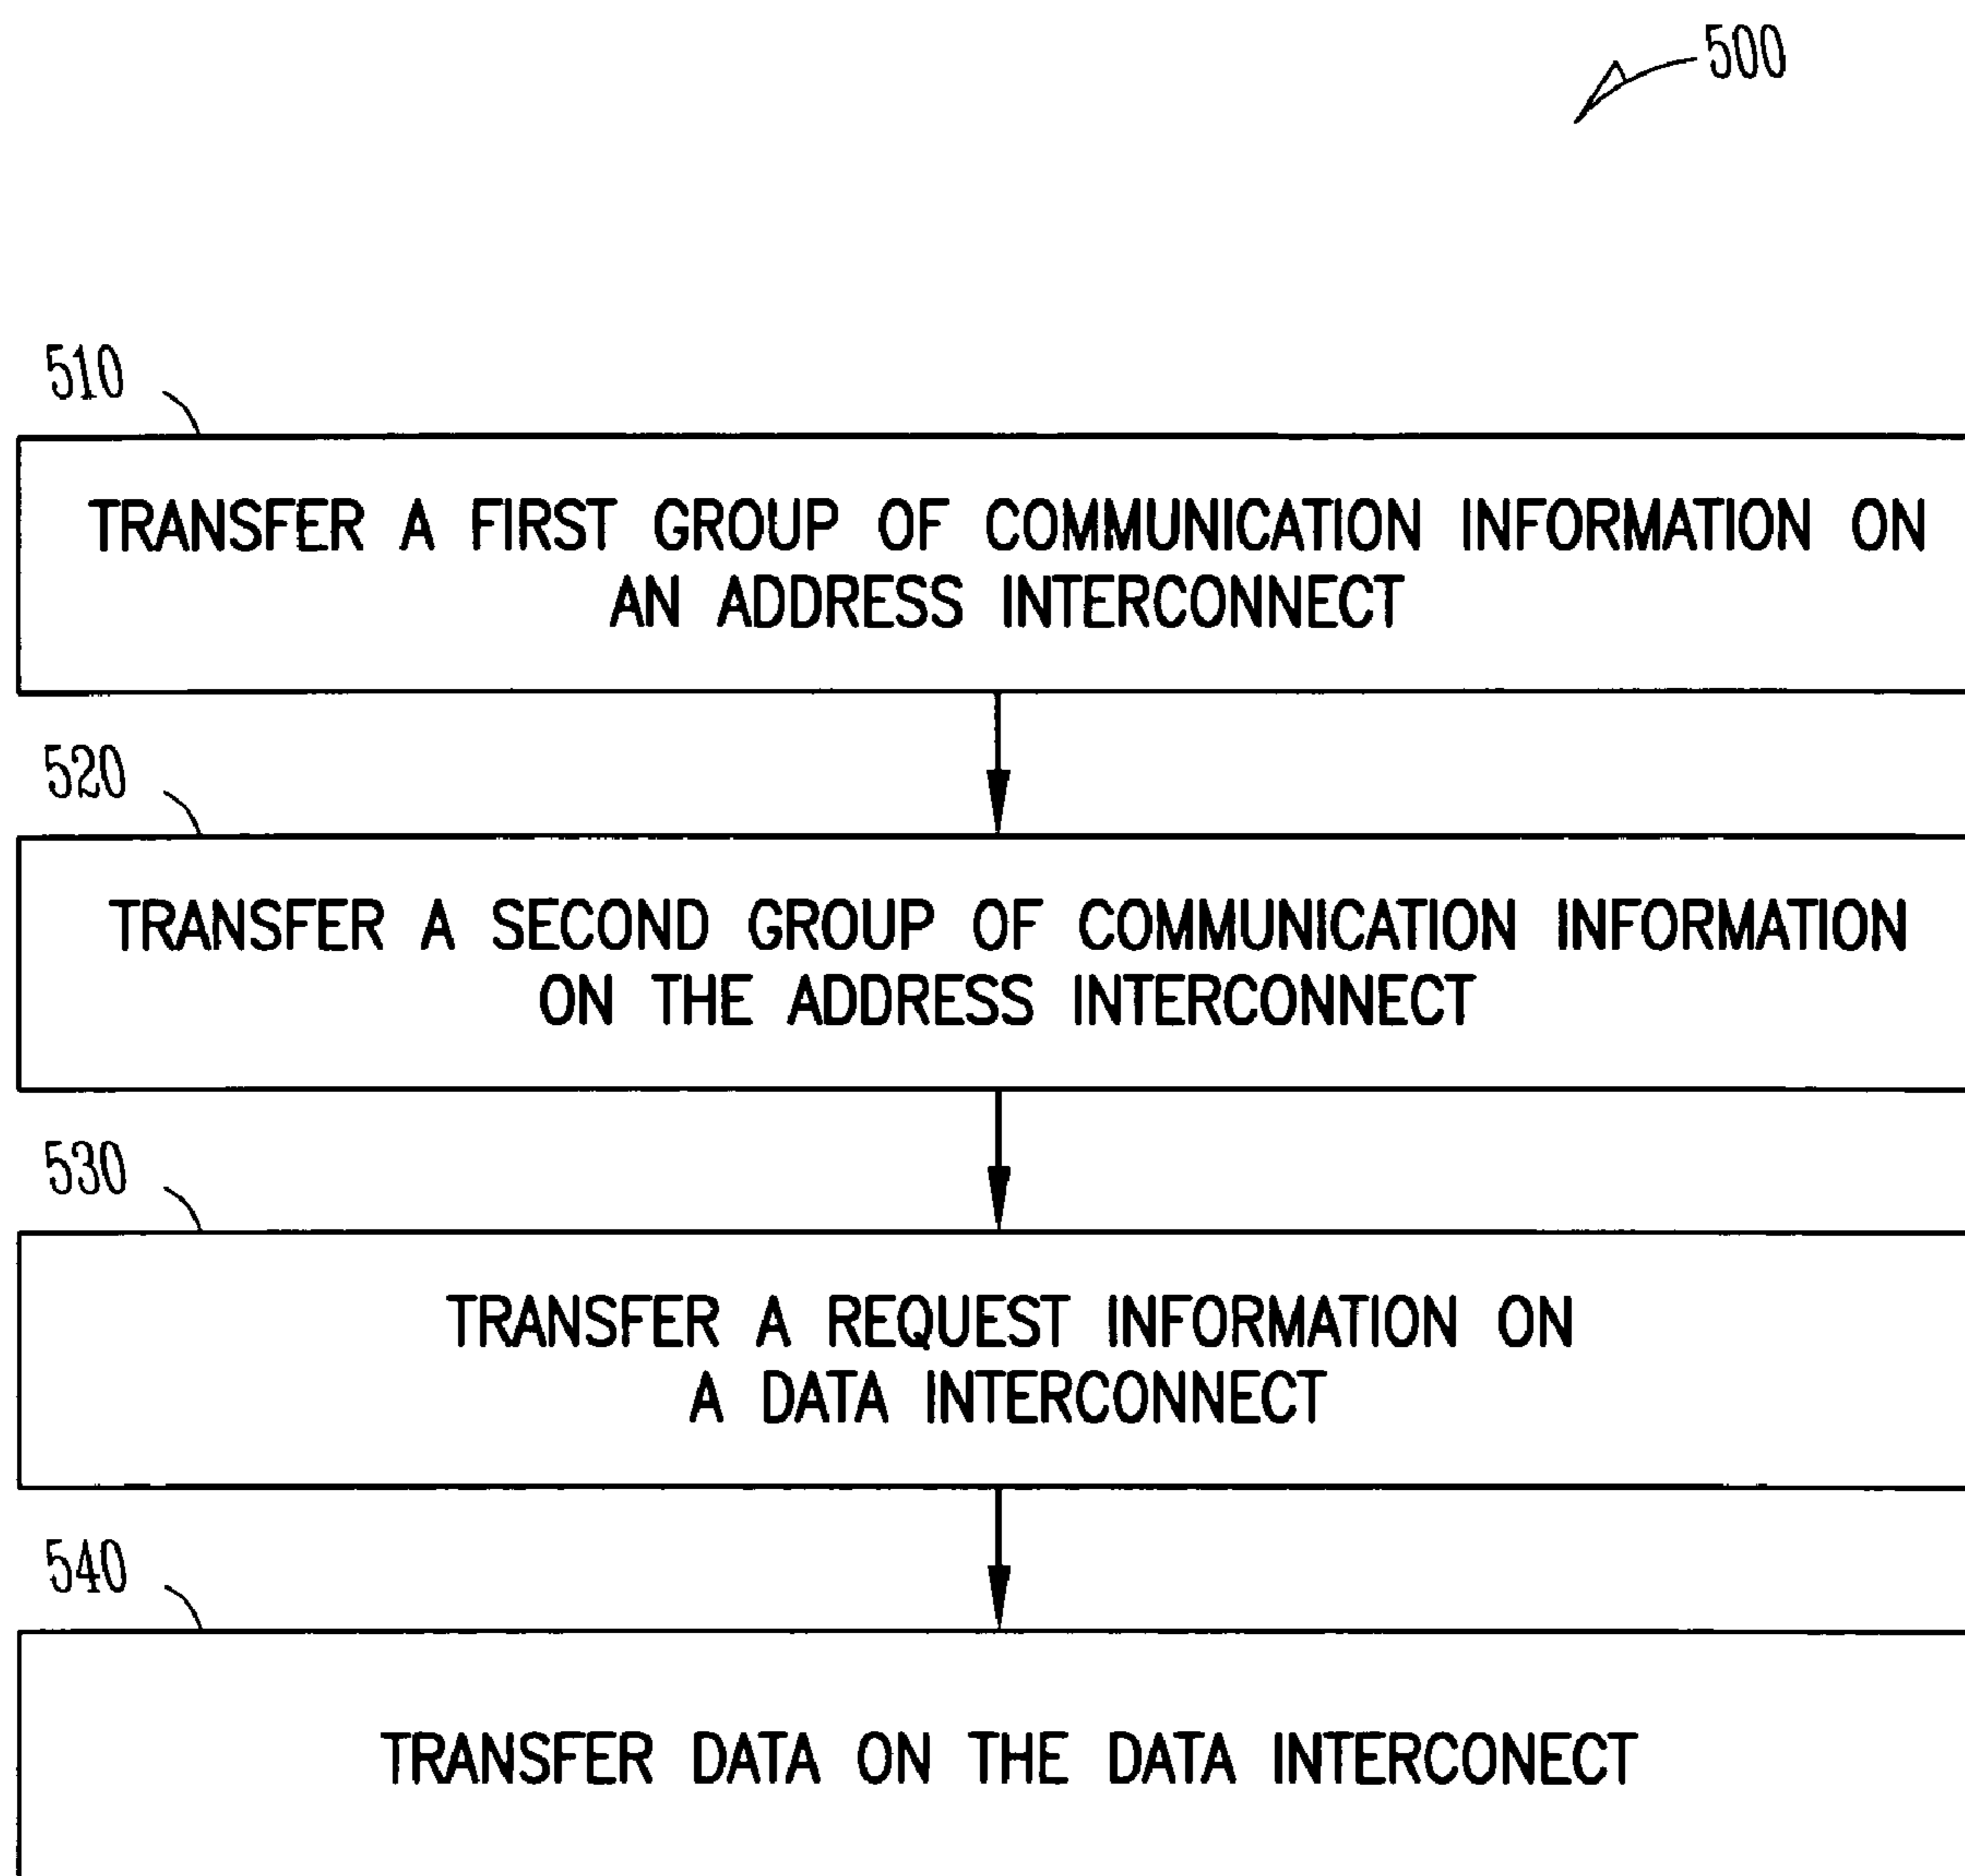 500
510
TRANSFER A FIRST GROUP OF COMMUNICATION INFORMATION ON
AN ADDRESS INTERCONNECT
520
TRANSFER A SECOND GROUP OF COMMUNICATION INFORMATION
ON THE ADDRESS INTERCONNECT
530
TRANSFER A REQUEST INFORMATION ON
A DATA INTERCONNECT
540
TRANSFER DATA ON THE DATA INTERCONECT